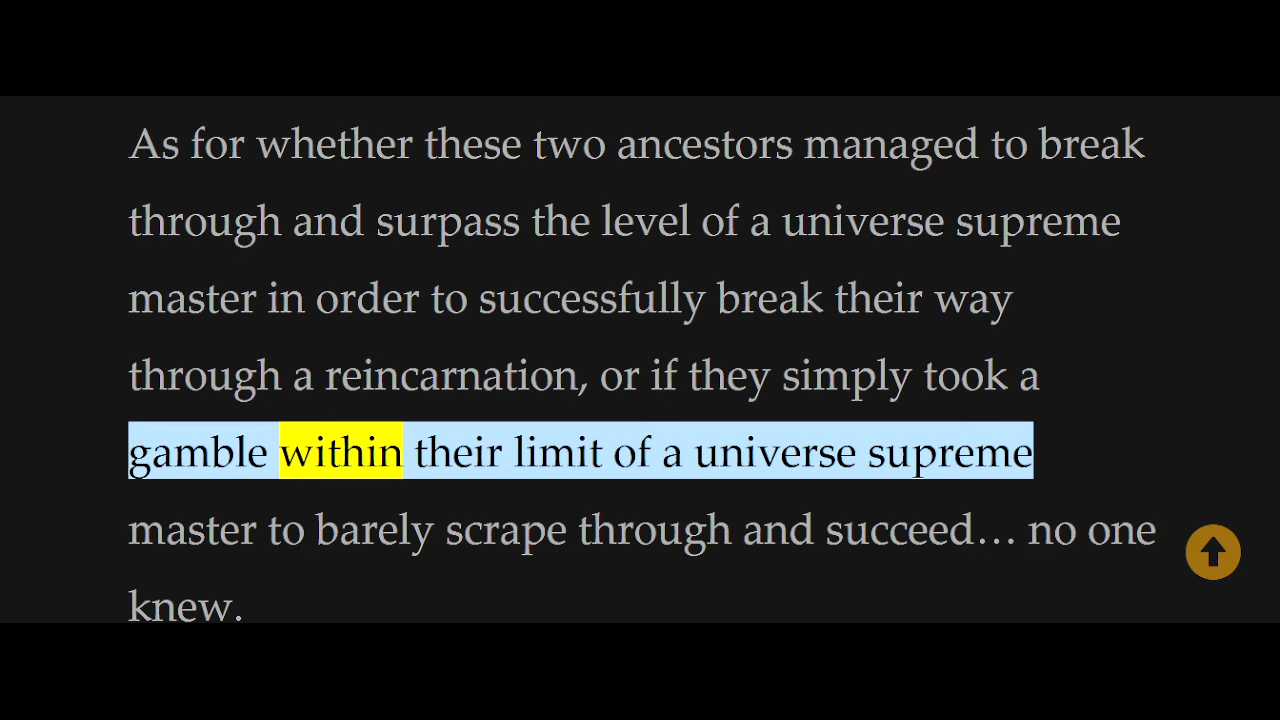 As for whether these two ancestors managed to break
through and surpass the level of a universe supreme
master in order to successfully break their way
through a reincarnation, or if they simply took a
gamble within their limit of a universe supreme
master to barely scrape through and succeed… no one
knew.